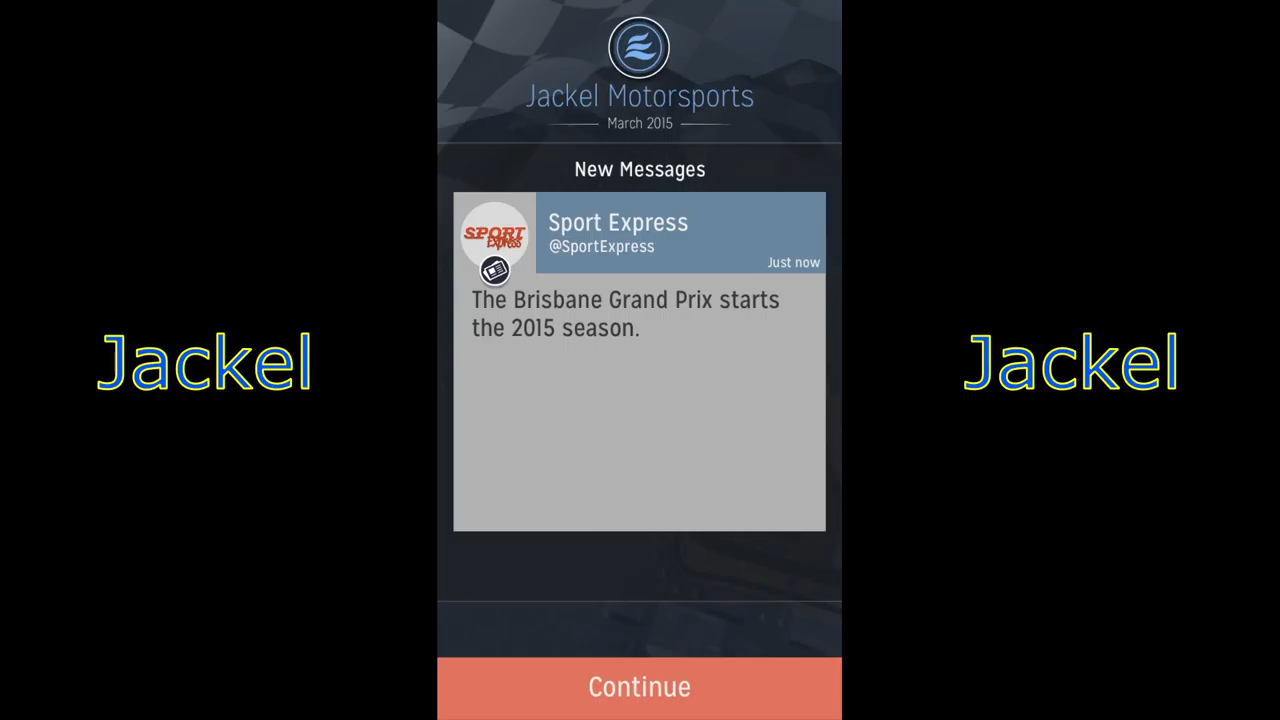 Jackel Motorsports
March 2015
New Messages
SPORT
EXPRESS
Sport Express
@SportExpress
Just now
The Brisbane Grand Prix starts
the 2015 season.
Jackel
Jackel
Continue